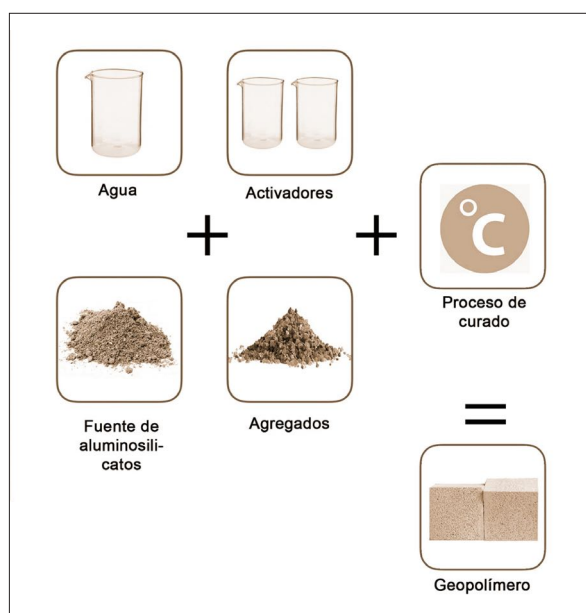 Agua
Activadores
+
+
°C
Proceso de
curado
Fuente de
aluminosili-
catos
Agregados
=
Geopolímero